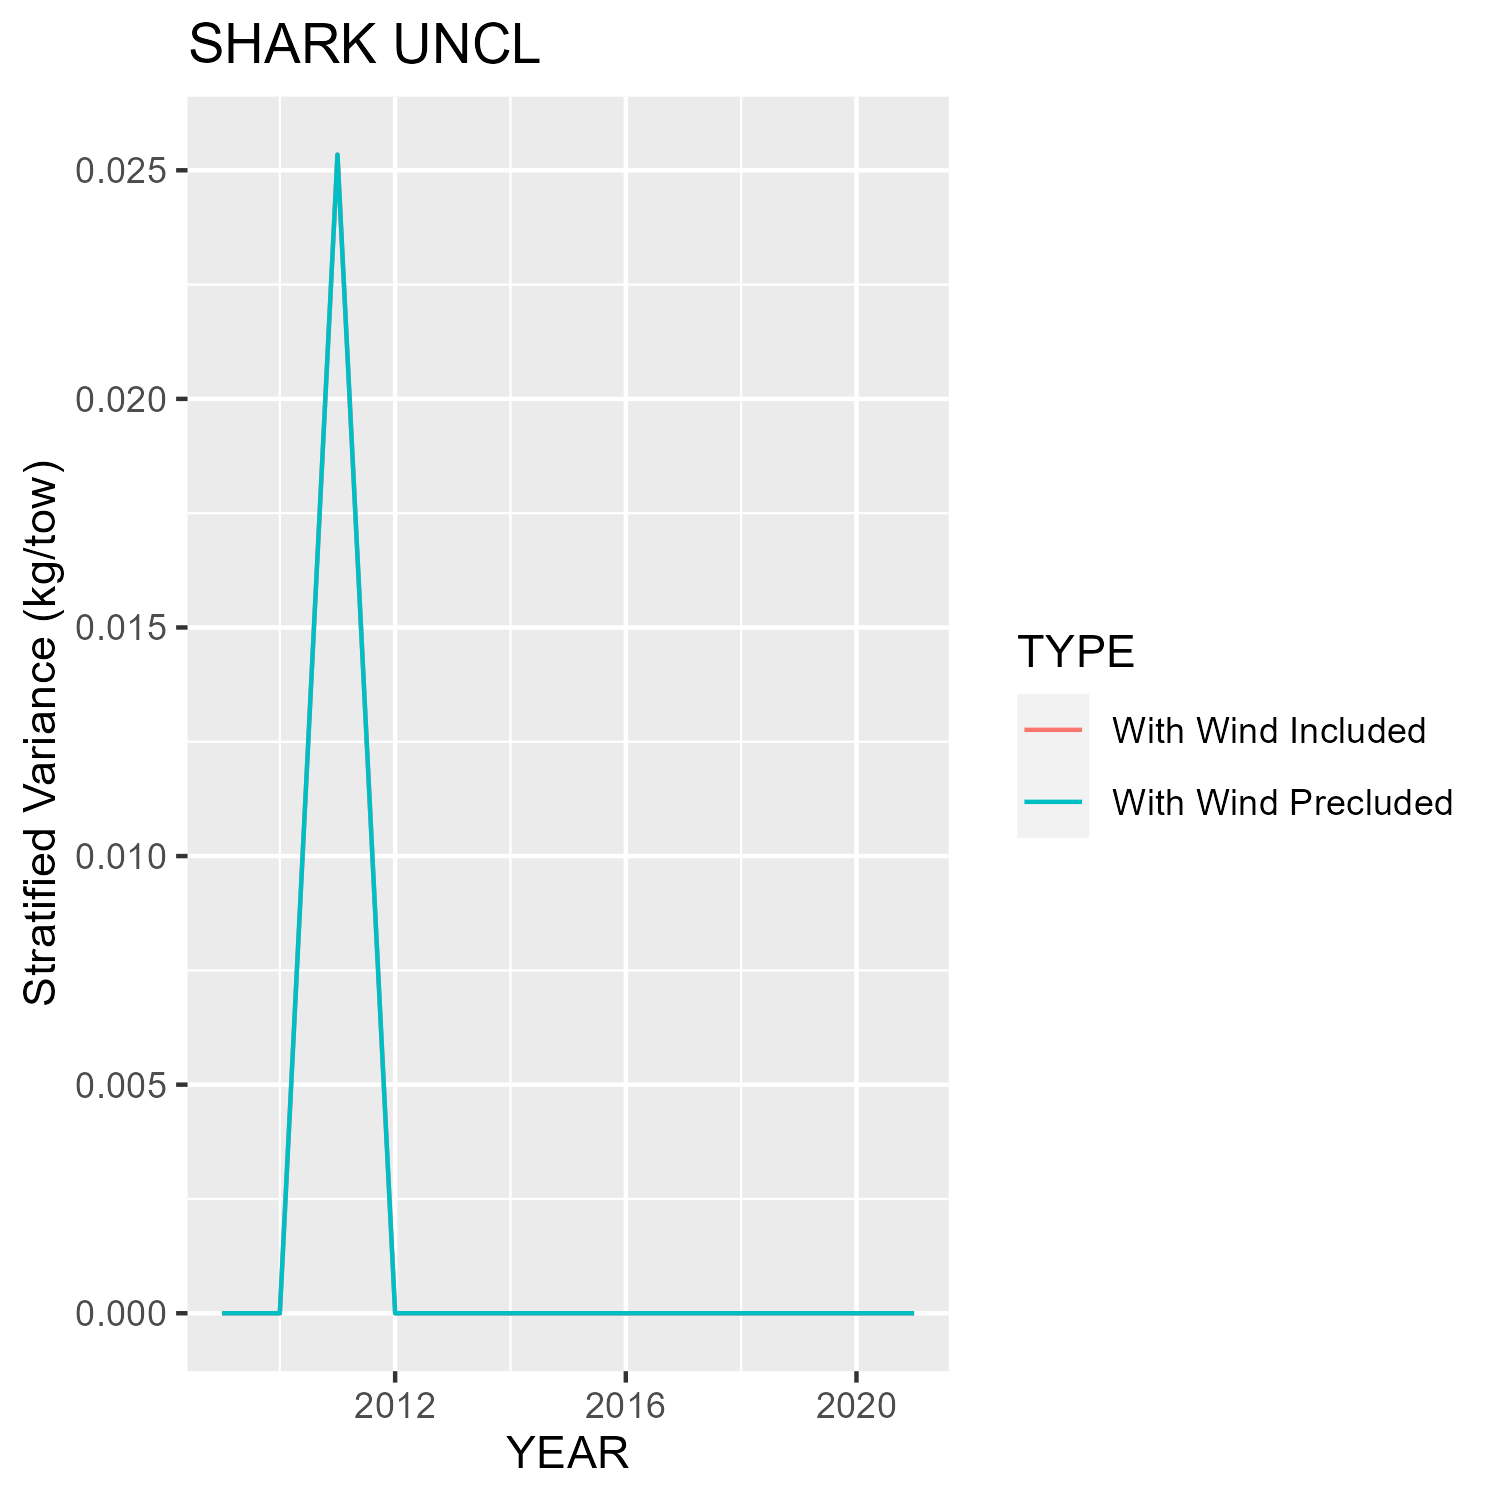 SHARK UNCL
Stratified Variance (kg/tow)
0.025
0.020
0.015
0.010
0.005
0.000
2012 2016 2020
YEAR
TYPE
With Wind Included
With Wind Precluded